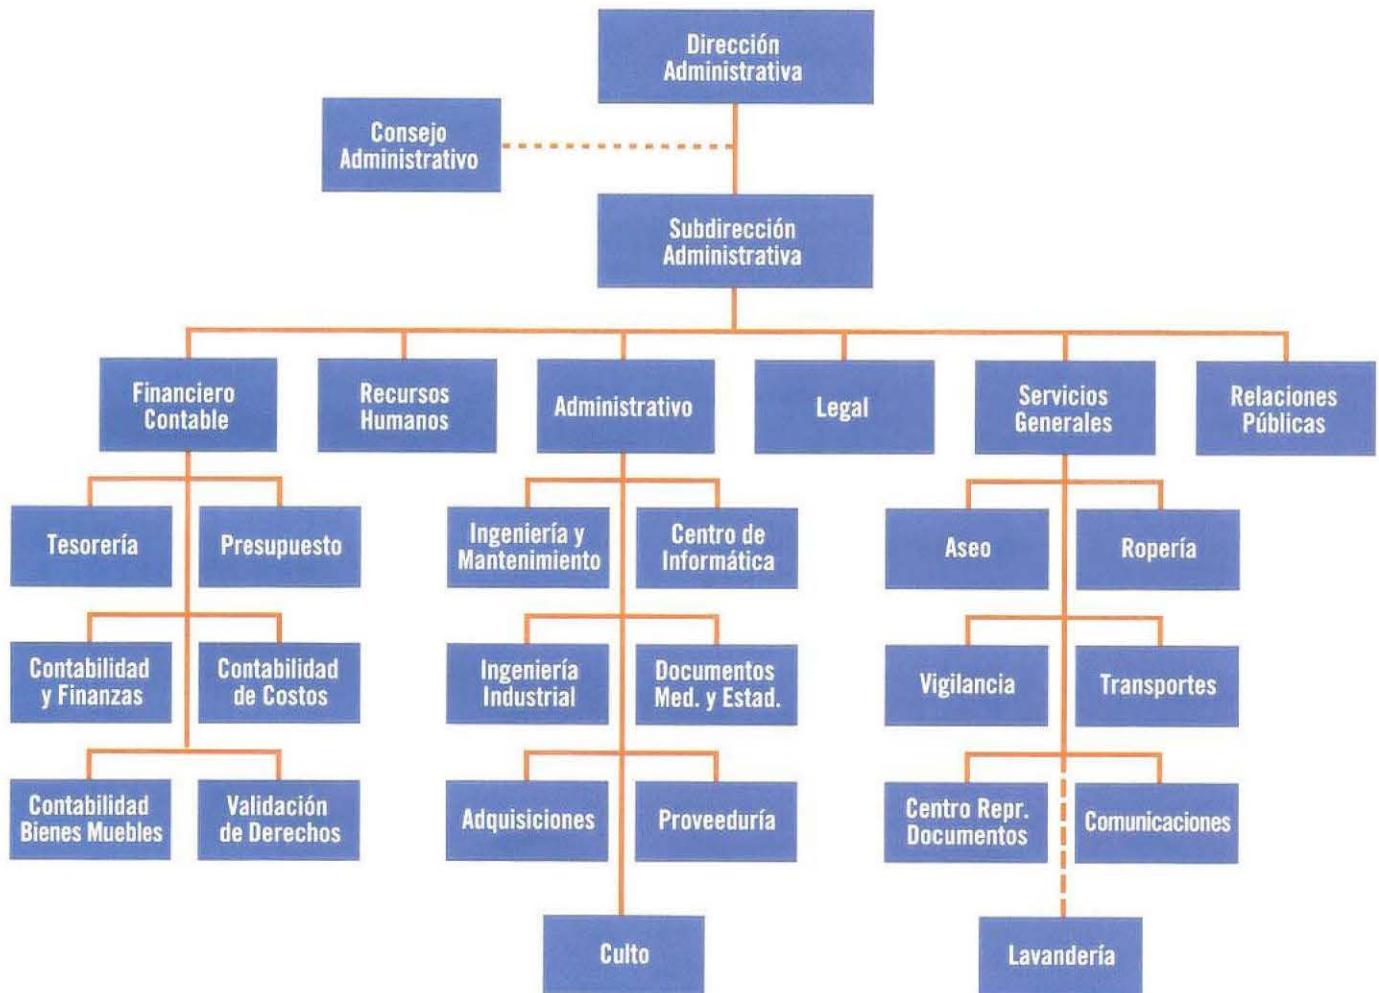 Dirección
Administrativa
Consejo
Administrativo
Subdirección
Administrativa
Financiero
Contable
Recursos
Humanos
Administrativo
Legal
Servicios
Generales
Relaciones
Públicas
Tesorería
Presupuesto
Ingeniería y
Mantenimiento
Centro de
Informática
Aseo
Ropería
Contabilidad
y Finanzas
Contabilidad
de Costos
Ingeniería
Industrial
Documentos
Med. y Estad.
Vigilancia
Transportes
Contabilidad
Bienes Muebles
Validación
de Derechos
Adquisiciones
Proveeduría
Centro Repr.
Documentos
Comunicaciones
Culto
Lavandería